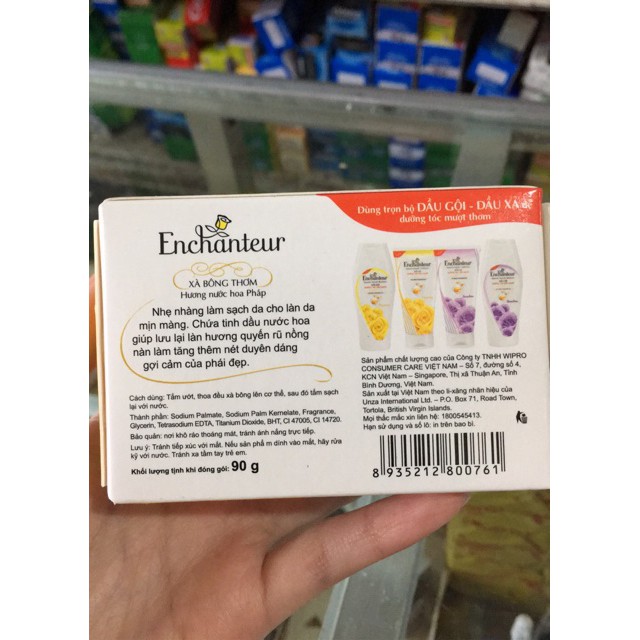 Enchanteur
XÀ BÔNG THƠM
Hương nước hoa Pháp
Nhẹ nhàng làm sạch da cho làn da
mịn màng. Chứa tinh dầu nước hoa
giúp lưu lại làn hương quyến rũ nồng
nàn làm tăng thêm nét duyên dáng
gợi cảm của phái đẹp.
Cách dùng: Tắm ướt, thoa đều xà bông lên cơ thể, sau đó tắm sạch
lại với nước.
Thành phần: Sodium Palmate, Sodium Palm Kernelate, Fragrance,
Glycerin, Tetrasodium EDTA, Titanium Dioxide, BHT, CI 47005, CI 14720.
Bảo quản: nơi khô ráo thoáng mát, tránh ánh nắng trực tiếp.
Lưu ý: Tránh tiếp xúc với mắt. Nếu sản phẩm dính vào mắt, hãy rửa
kỹ với nước. Tránh xa tầm tay trẻ em.
Khối lượng tịnh khi đóng gói: 90 g
Dùng trọn bộ DẦU GỘI - DẦU XẢ để
dưỡng tóc mượt thơm
Enchanteur
Enchanteur
Sản phẩm chất lượng cao của Công ty TNHH WIPRO
CONSUMER CARE VIỆT NAM – Số 7, đường số 4,
KCN Việt Nam – Singapore, Thị xã Thuận An, Tỉnh
Bình Dương, Việt Nam.
Sản xuất tại Việt Nam theo li-xăng nhãn hiệu của
Unza International Ltd. – P.O. Box 71, Road Town,
Tortola, British Virgin Islands.
Mọi thắc mắc xin liên hệ: 1800545413.
Hạn sử dụng và số lô: in trên bao bì.
8 935212 800761